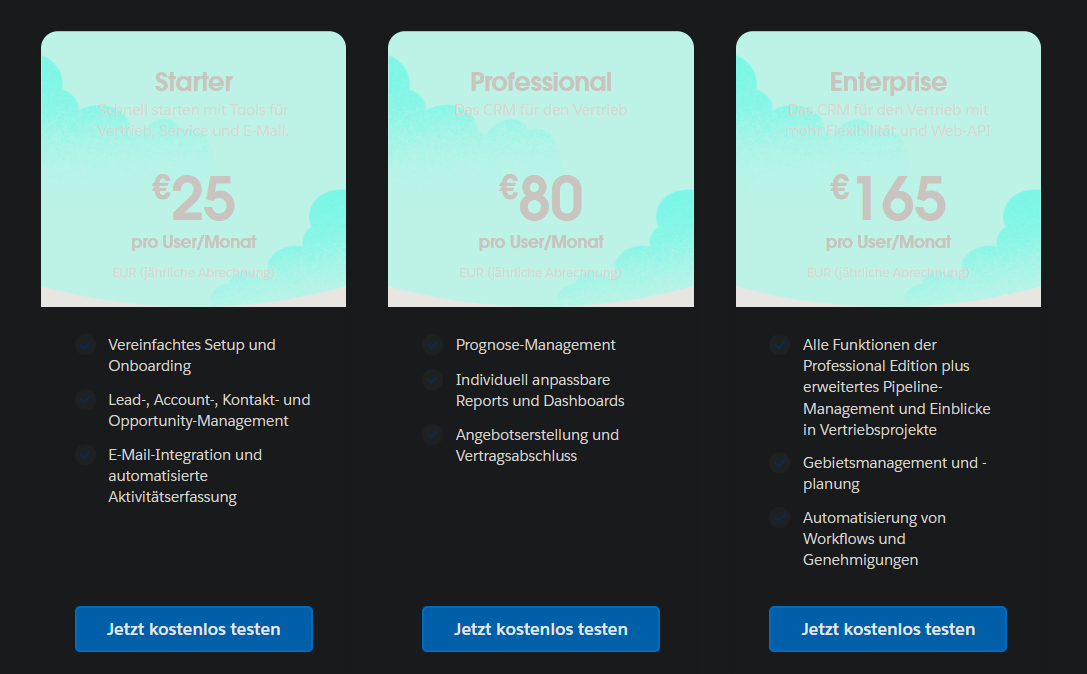 Starter
Schnell starten mit Tools für
Vertrieb, Service und E-Mail.
€25
pro User/Monat
EUR (jährliche Abrechnung)
Vereinfachtes Setup und
Onboarding
Lead-, Account-, Kontakt- und
Opportunity-Management
E-Mail-Integration und
automatisierte
Aktivitätserfassung
Jetzt kostenlos testen
Professional
Das CRM für den Vertrieb
€80
pro User/Monat
EUR (jährliche Abrechnung)
Prognose-Management
Individuell anpassbare
Reports und Dashboards
Angebotserstellung und
Vertragsabschluss
Jetzt kostenlos testen
Enterprise
Das CRM für den Vertrieb mit
mehr Flexibilität und Web-API
€165
pro User/Monat
EUR (jährliche Abrechnung)
Alle Funktionen der
Professional Edition plus
erweitertes Pipeline-
Management und Einblicke
in Vertriebsprojekte
Gebietsmanagement und -
planung
Automatisierung von
Workflows und
Genehmigungen
Jetzt kostenlos testen